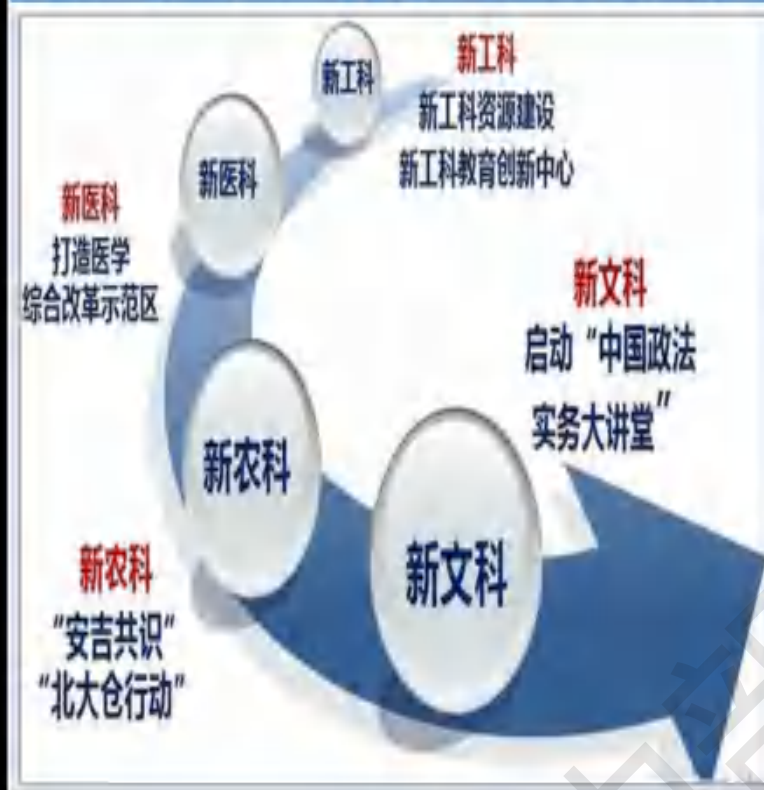 新工科
新工科
新工科资源建设
新工科教育创新中心
新医科
新医科
打造医学
综合改革示范区
新文科
启动“中国政法
实务大讲堂”
新农科
新文科
新农科
“安吉共识”
“北大仓行动”